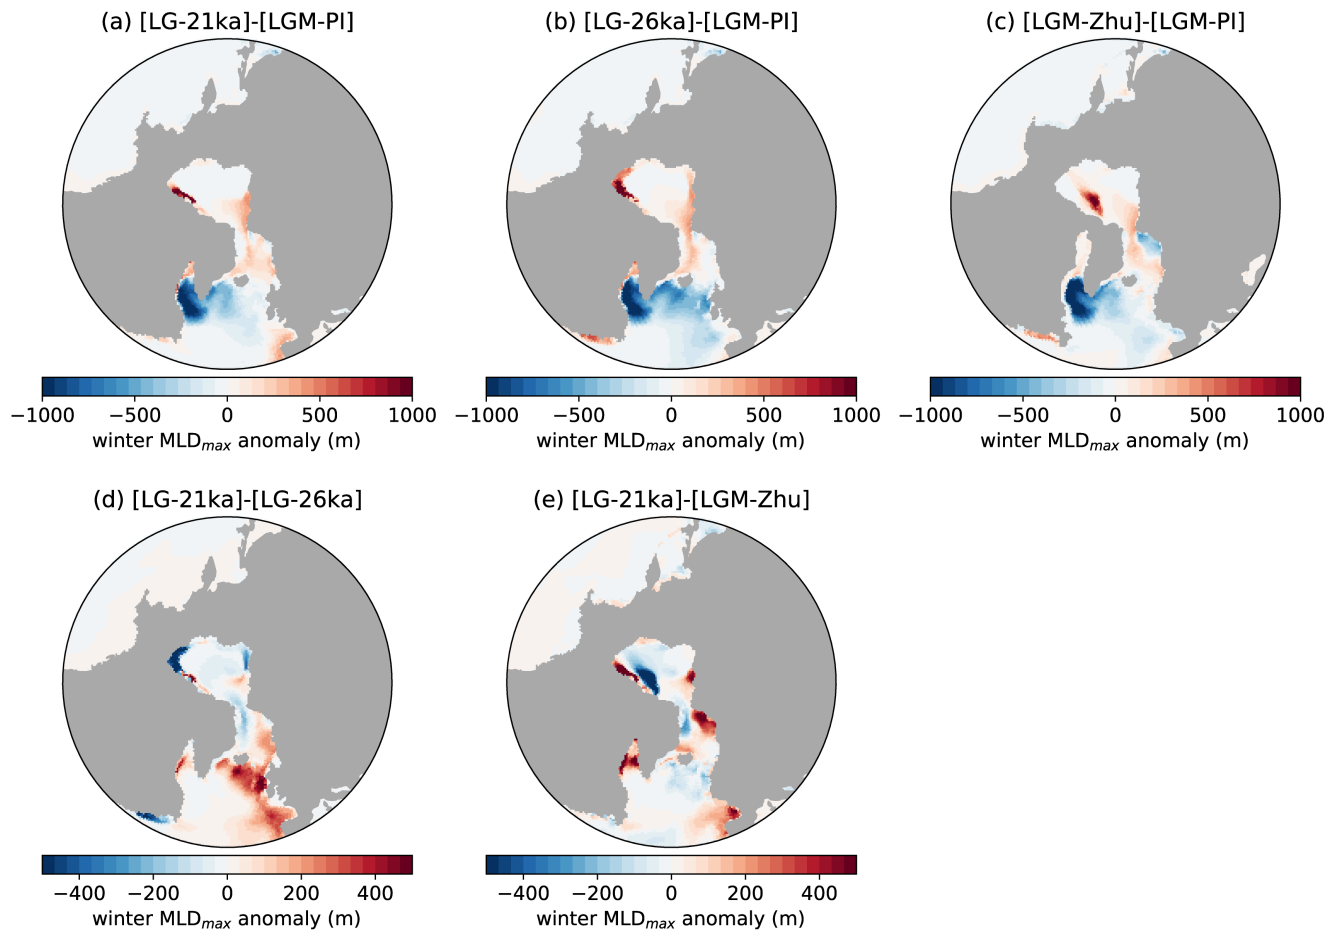 (a) [LG-21ka]-[LGM-PI]
(b) [LG-26ka]-[LGM-PI]
(c) [LGM-Zhu]-[LGM-PI]
−1000 −500 0 500 1000
−1000 −500 0 500 1000
−1000 −500 0 500 1000
winter MLDmax anomaly (m)
winter MLDmax anomaly (m)
winter MLDmax anomaly (m)
(d) [LG-21ka]-[LG-26ka]
(e) [LG-21ka]-[LGM-Zhu]
−400 −200 0 200 400
−400 −200 0 200 400
winter MLDmax anomaly (m)
winter MLDmax anomaly (m)